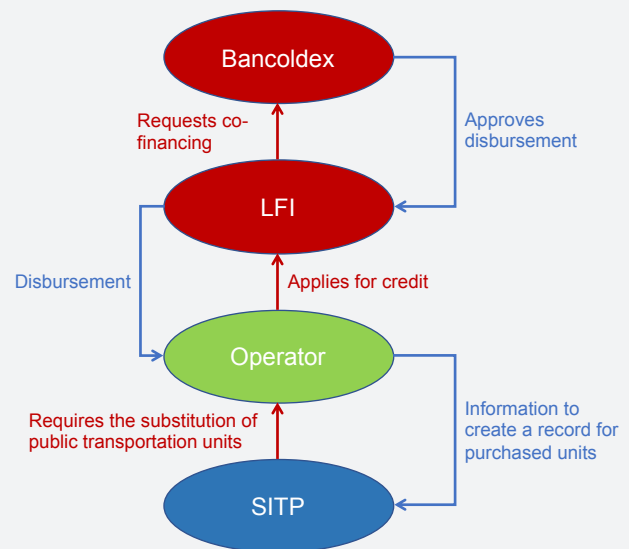 Bancoldex
Requests co-
financing
Approves
disbursement
LFI
Disbursement
Applies for credit
Operator
Requires the substitution of
public transportation units
Information to
create a record for
purchased units
SITP